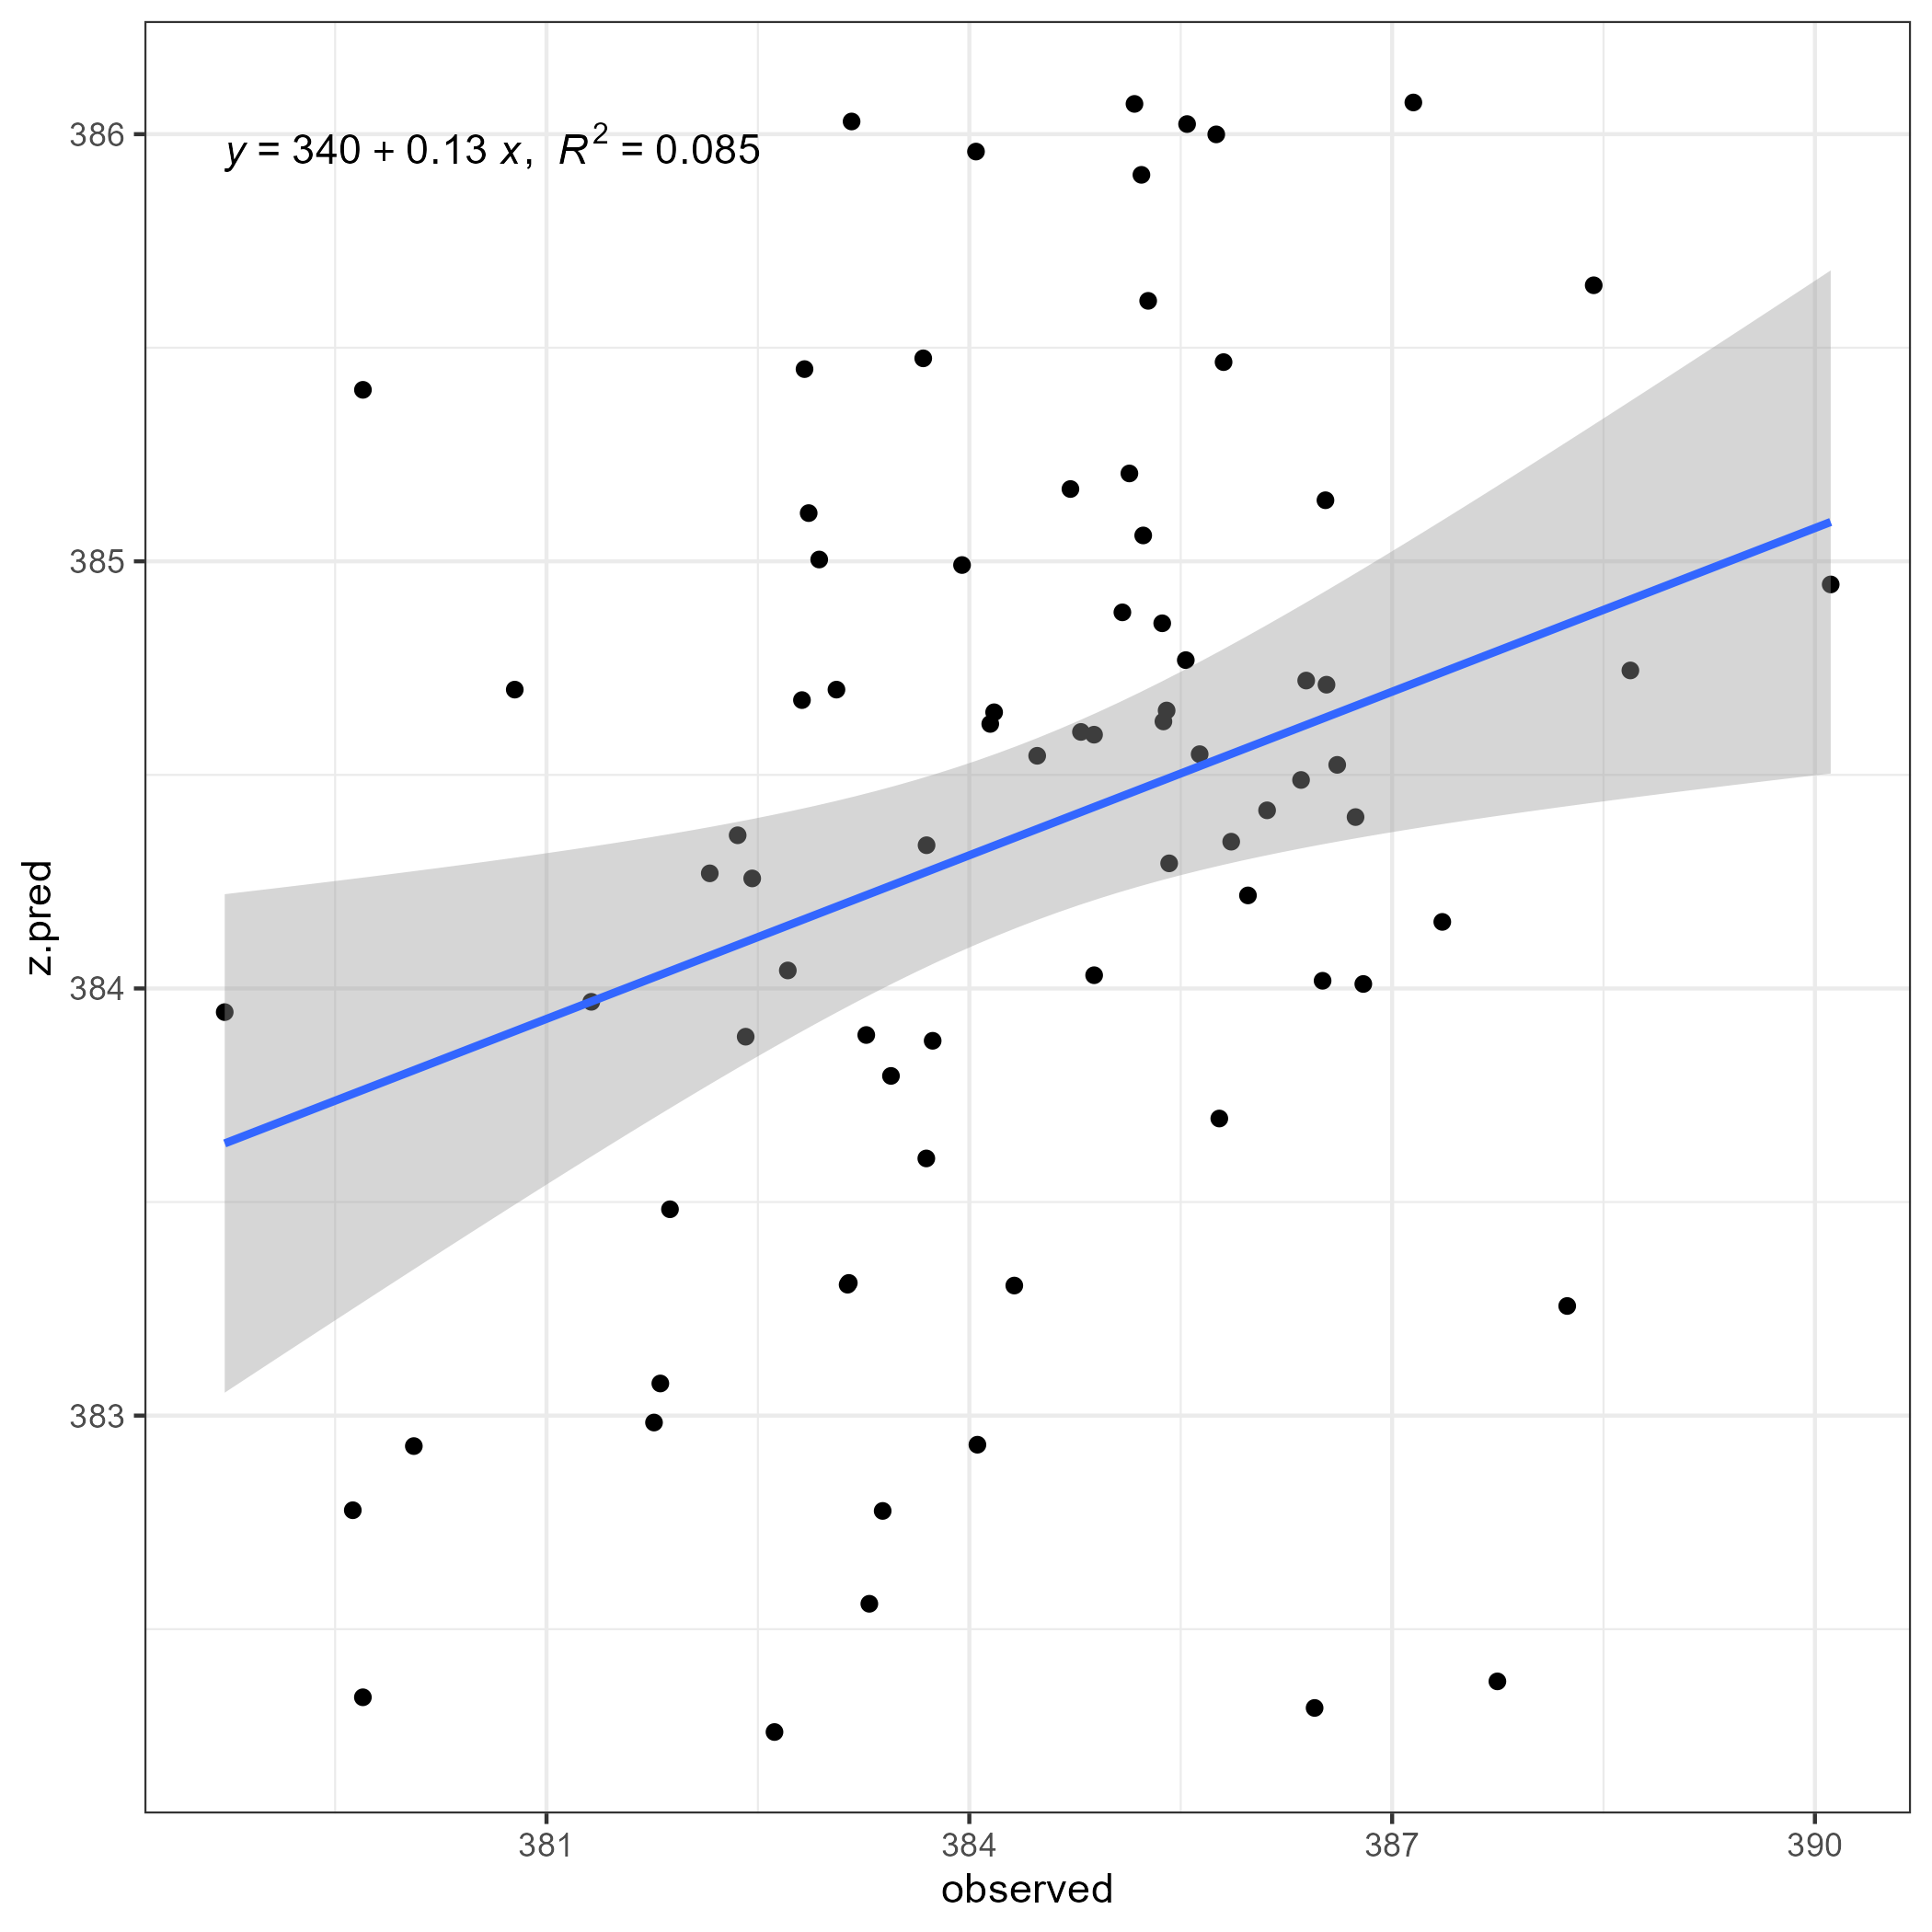 y = 340 + 0.13 x, R² = 0.085
386
385
384
383
z.pred
381 384 387 390
observed